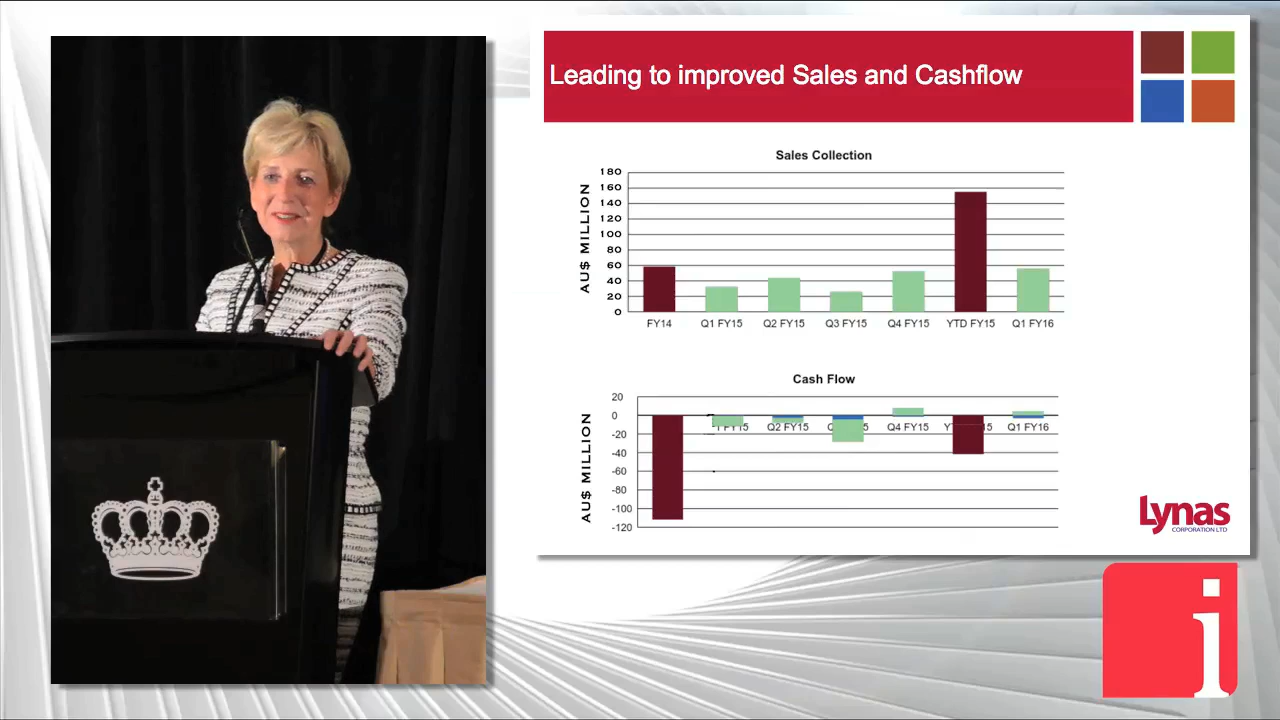 Leading to improved Sales and Cashflow
Sales Collection
AU$ MILLION
180
160
140
120
100
80
60
40
20
0
FY14 Q1 FY15 Q2 FY15 Q3 FY15 Q4 FY15 YTD FY15 Q1 FY16
Cash Flow
AU$ MILLION
20
0
-20
-40
-60
-80
-100
-120
FY15 Q2 FY15 Q4 FY15 Q1 FY16
Lynas
CORPORATION LTD
i